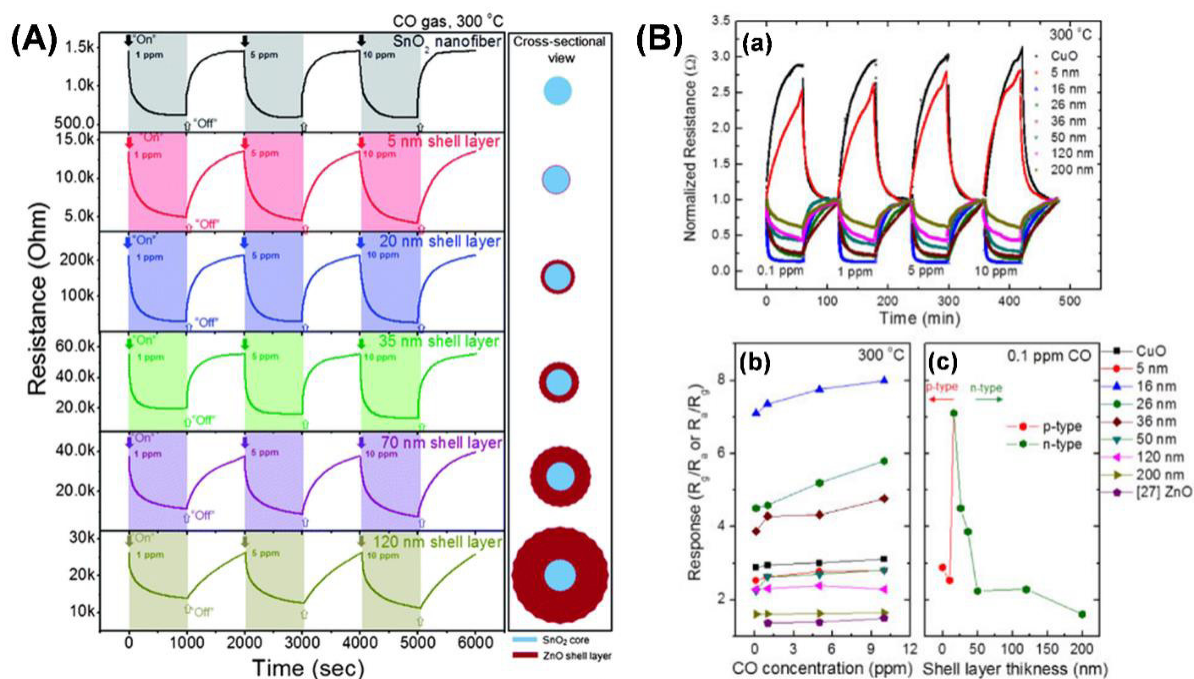 (A)
CO gas, 300 °C
"On"
1 ppm
5 ppm
10 ppm
"Off"
SnO2 nanofiber
1.5k
1.0k
500.0
"On"
1 ppm
5 ppm
10 ppm
"Off"
5 nm shell layer
15.0k
10.0k
5.0k
"On"
1 ppm
5 ppm
10 ppm
"Off"
20 nm shell layer
200k
100k
"On"
1 ppm
5 ppm
10 ppm
"Off"
35 nm shell layer
60.0k
40.0k
20.0k
"On"
1 ppm
5 ppm
10 ppm
"Off"
70 nm shell layer
40.0k
20.0k
"On"
1 ppm
5 ppm
10 ppm
"Off"
120 nm shell layer
30k
20k
10k
Resistance (Ohm)
0 1000 2000 3000 4000 5000 6000
Time (sec)
Cross-sectional
view
SnO2 core
ZnO shell layer
(B)
(a)
300 °C
CuO
5 nm
16 nm
26 nm
36 nm
50 nm
120 nm
200 nm
Normalized Resistance (Ω)
3.5
3.0
2.5
2.0
1.5
1.0
0.5
0.0
0.1 ppm 1 ppm 5 ppm 10 ppm
0 100 200 300 400 500
Time (min)
(b)
300 °C
Response (Rg/Ra or Ra/Rg)
8
6
4
2
0 3 6 9 12
CO concentration (ppm)
(c)
0.1 ppm CO
p-type
n-type
p-type
n-type
0 50 100 150 200
Shell layer thikness (nm)
CuO
5 nm
16 nm
26 nm
36 nm
50 nm
120 nm
200 nm
[27] ZnO